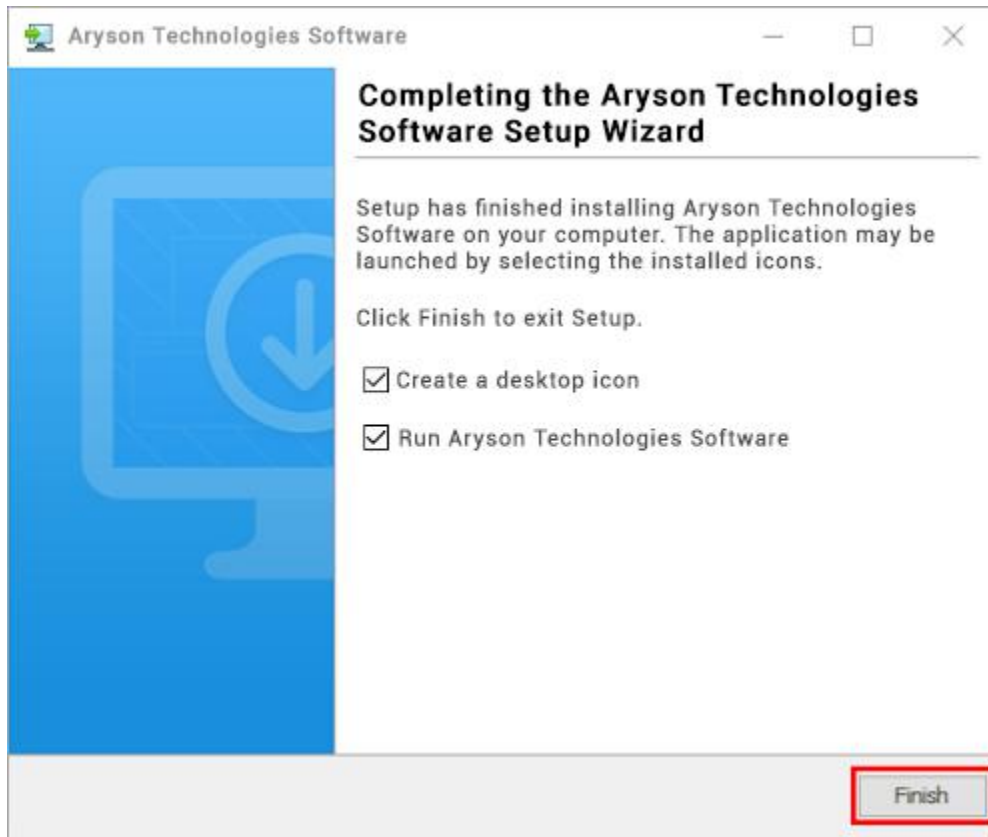 Aryson Technologies Software
Completing the Aryson Technologies
Software Setup Wizard
Setup has finished installing Aryson Technologies
Software on your computer. The application may be
launched by selecting the installed icons.
Click Finish to exit Setup.
Create a desktop icon
Run Aryson Technologies Software
Finish